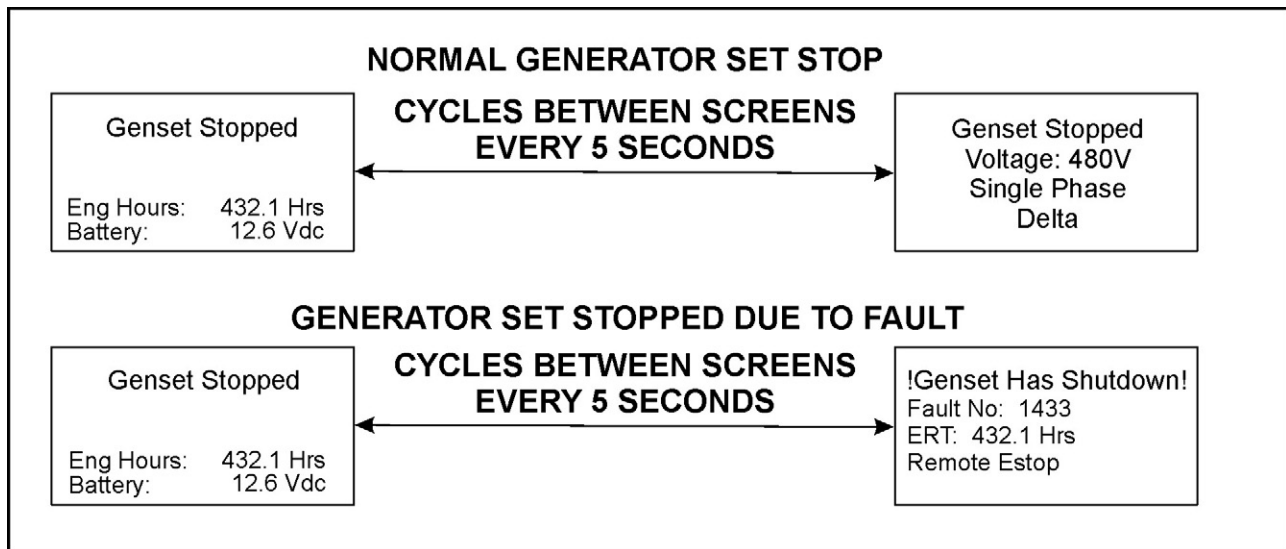 NORMAL GENERATOR SET STOP
Genset Stopped
Eng Hours: 432.1 Hrs
Battery: 12.6 Vdc
CYCLES BETWEEN SCREENS
EVERY 5 SECONDS
Genset Stopped
Voltage: 480V
Single Phase
Delta
GENERATOR SET STOPPED DUE TO FAULT
Genset Stopped
Eng Hours: 432.1 Hrs
Battery: 12.6 Vdc
CYCLES BETWEEN SCREENS
EVERY 5 SECONDS
!Genset Has Shutdown!
Fault No: 1433
ERT: 432.1 Hrs
Remote Estop